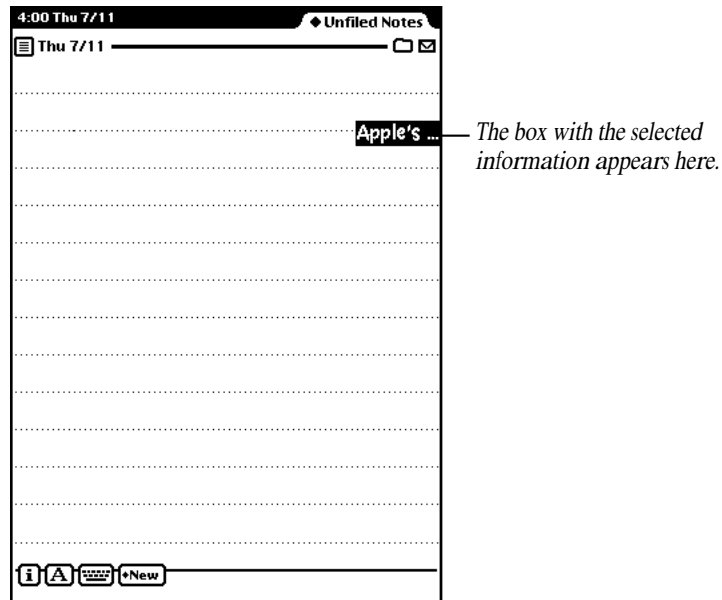 4:00 Thu 7/11
◆Unfiled Notes
Thu 7/11
Apple's ...
The box with the selected
information appears here.
i A ◆New